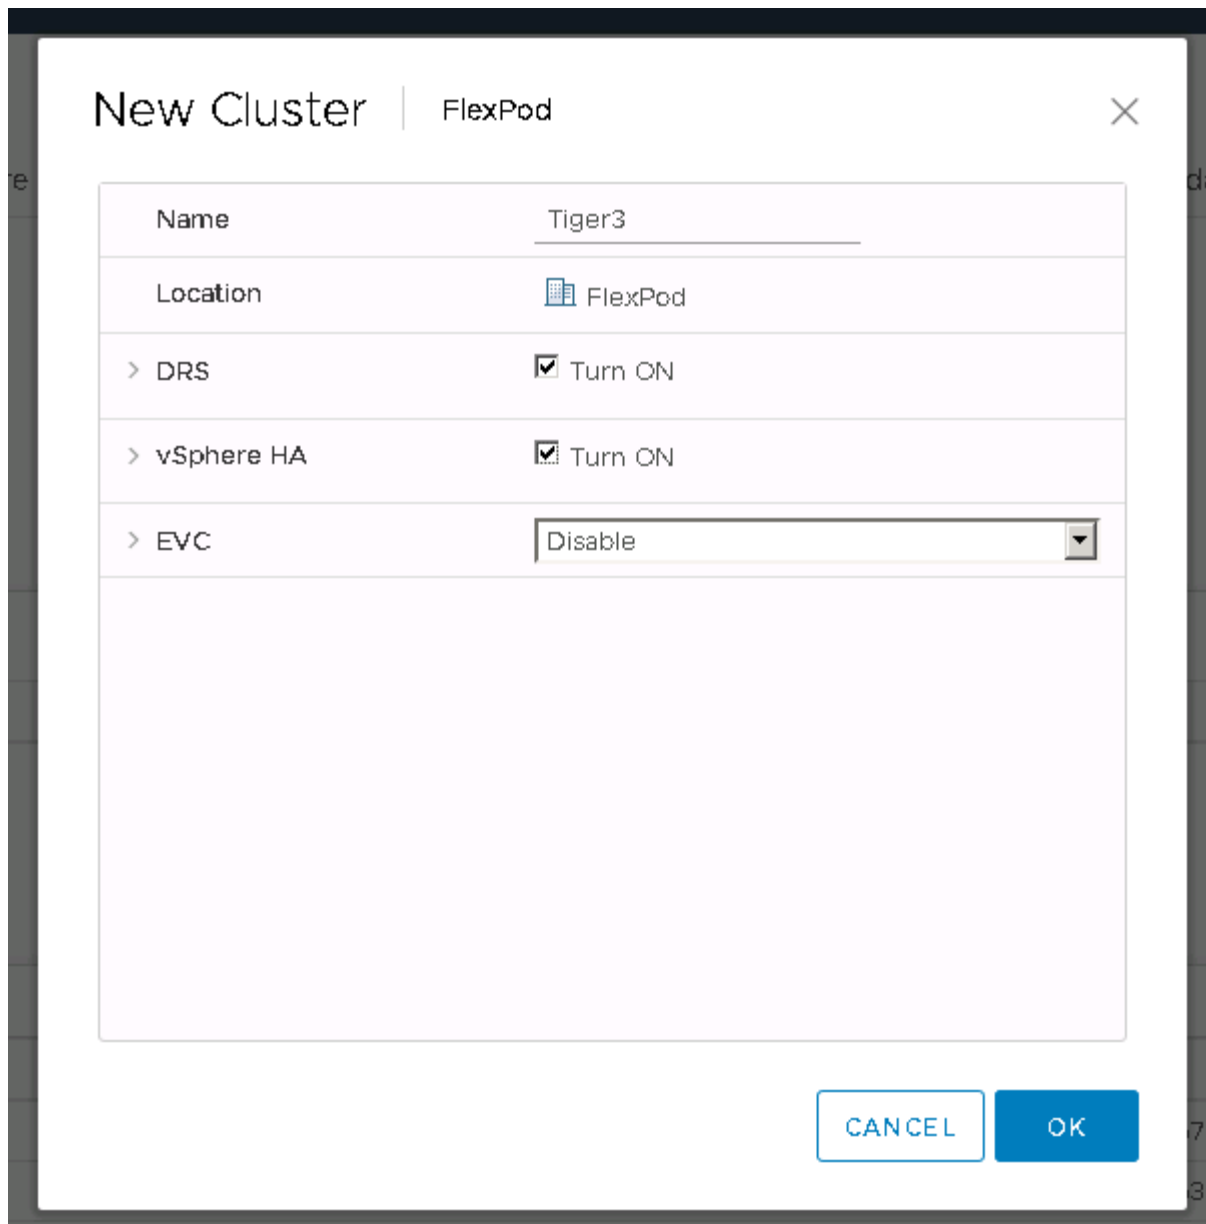 New Cluster FlexPod
Name Tiger3
Location FlexPod
DRS Turn ON
vSphere HA Turn ON
EVC Disable
CANCEL OK